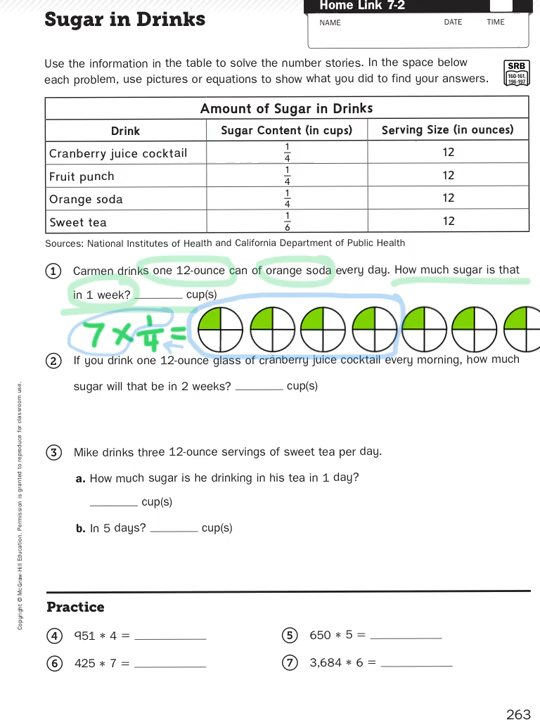 Home Link 7-2
Sugar in Drinks
NAME DATE TIME
Use the information in the table to solve the number stories. In the space below
each problem, use pictures or equations to show what you did to find your answers.
SRB
160-161,
196-197
Amount of Sugar in Drinks
Drink Sugar Content (in cups) Serving Size (in ounces)
Cranberry juice cocktail 1/4 12
Fruit punch 1/4 12
Orange soda 1/4 12
Sweet tea 1/6 12
Sources: National Institutes of Health and California Department of Public Health
① Carmen drinks one 12-ounce can of orange soda every day. How much sugar is that
in 1 week? ________ cup(s)
7 × 1/4 =
② If you drink one 12-ounce glass of cranberry juice cocktail every morning, how much
sugar will that be in 2 weeks? ________ cup(s)
③ Mike drinks three 12-ounce servings of sweet tea per day.
a. How much sugar is he drinking in his tea in 1 day?
________ cup(s)
b. In 5 days? ________ cup(s)
Practice
④ 951 * 4 = ________ ⑤ 650 * 5 = ________
⑥ 425 * 7 = ________ ⑦ 3,684 * 6 = ________
Copyright © McGraw-Hill Education. Permission is granted to reproduce for classroom use.
263